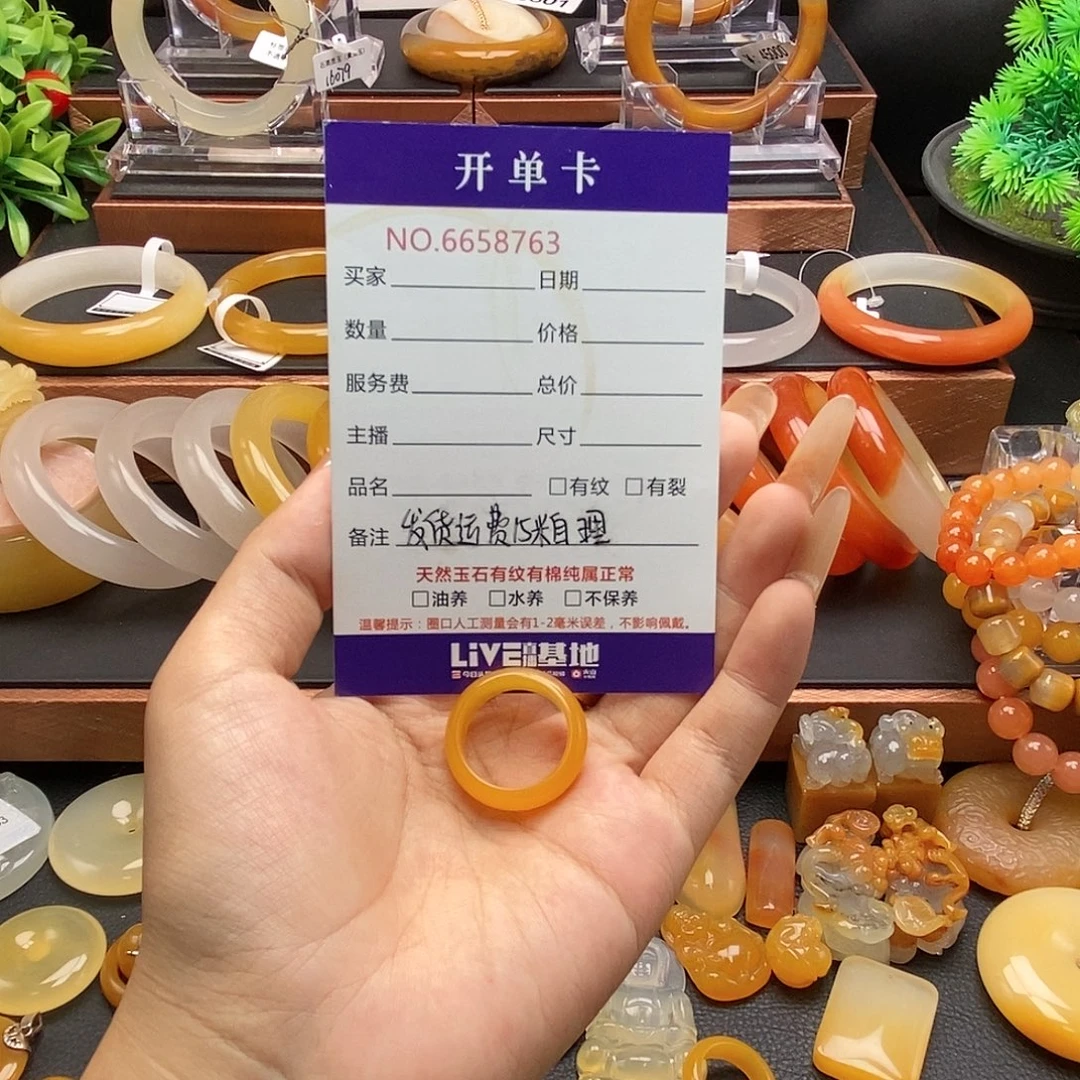 16019
4500
开单卡
NO.6658763
买家 日期
数量 价格
服务费 总价
主播 尺寸
品名 □有纹 □有裂
备注 发货运费15米自理
天然玉石有纹有棉纯属正常
□油养 □水养 □不保养
温馨提示：圈口人工测量会有1-2毫米误差，不影响佩戴。
LiVE 基地